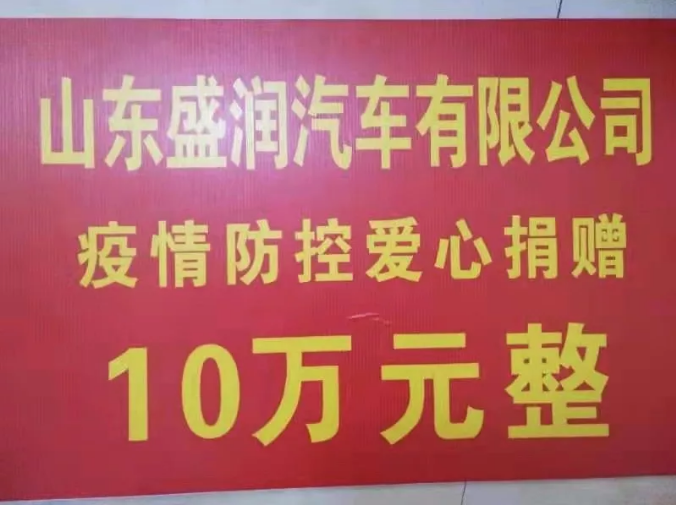 山东盛润汽车有限公司
疫情防控爱心捐赠
10万元整